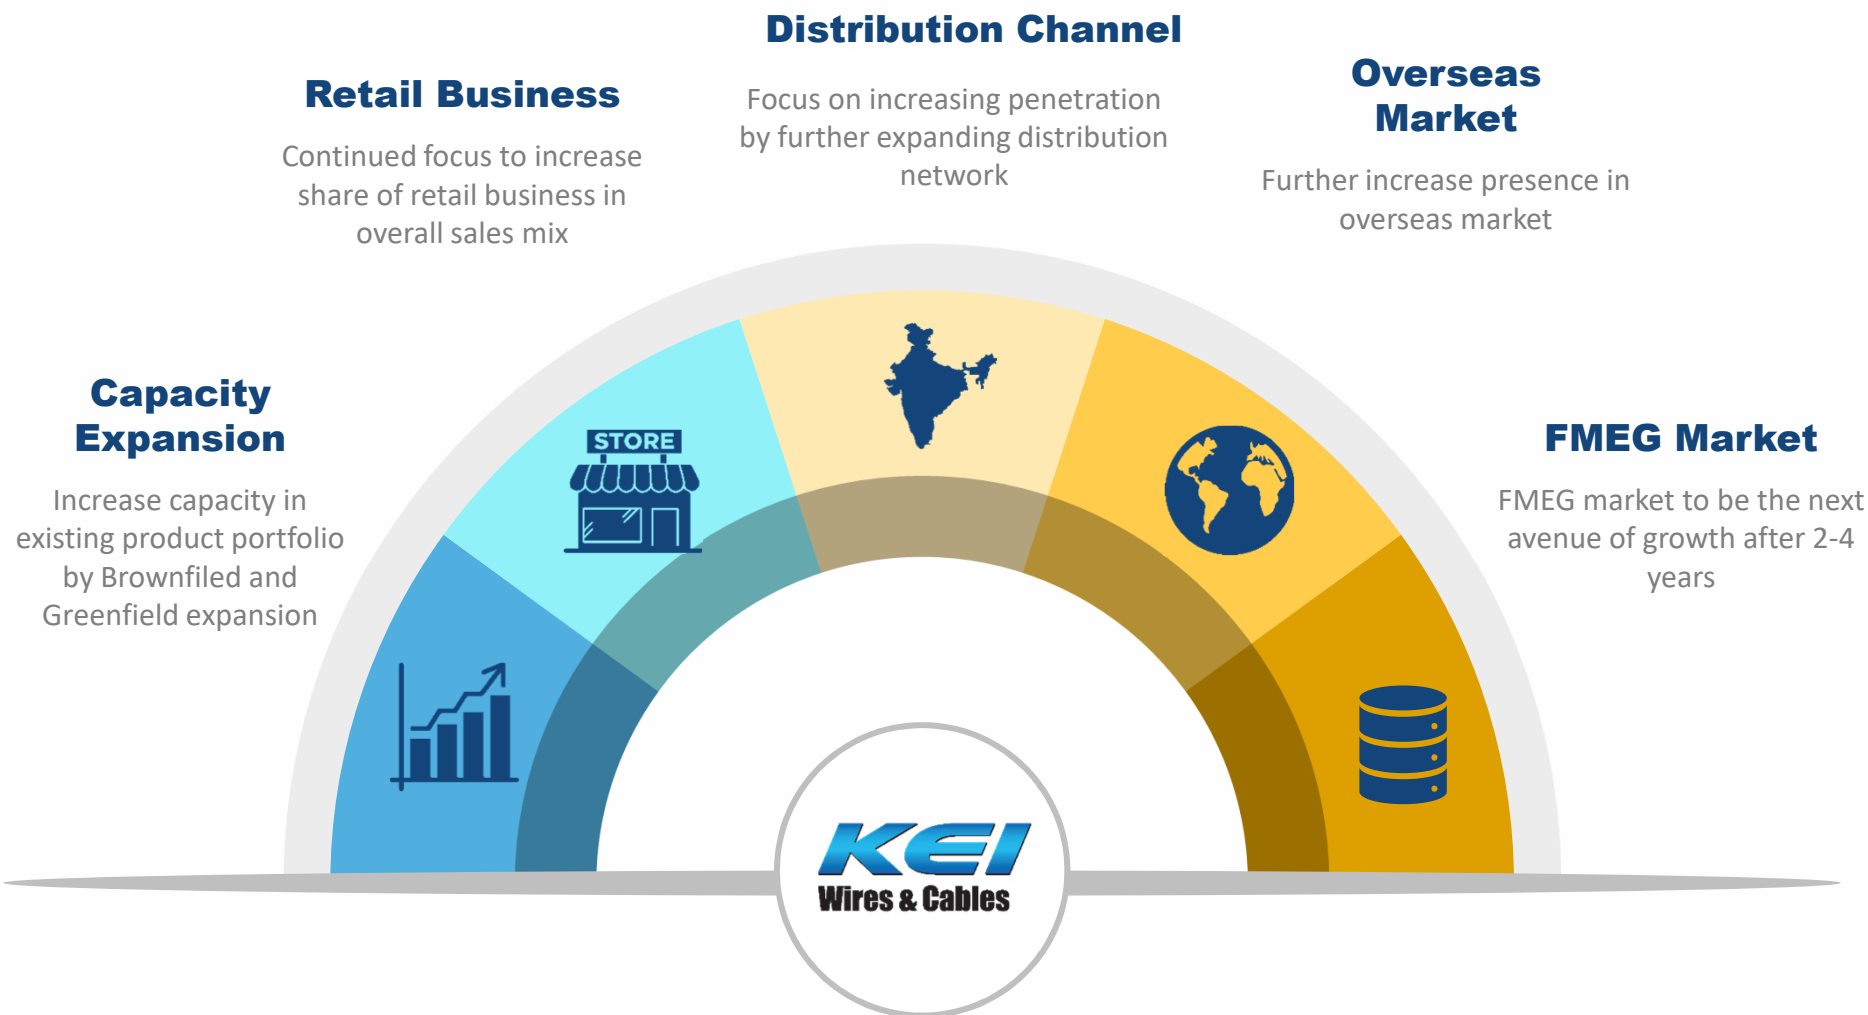 Capacity
Expansion
Increase capacity in
existing product portfolio
by Brownfiled and
Greenfield expansion
Retail Business
Continued focus to increase
share of retail business in
overall sales mix
STORE
Distribution Channel
Focus on increasing penetration
by further expanding distribution
network
Overseas
Market
Further increase presence in
overseas market
FMEG Market
FMEG market to be the next
avenue of growth after 2-4
years
KEI
Wires & Cables